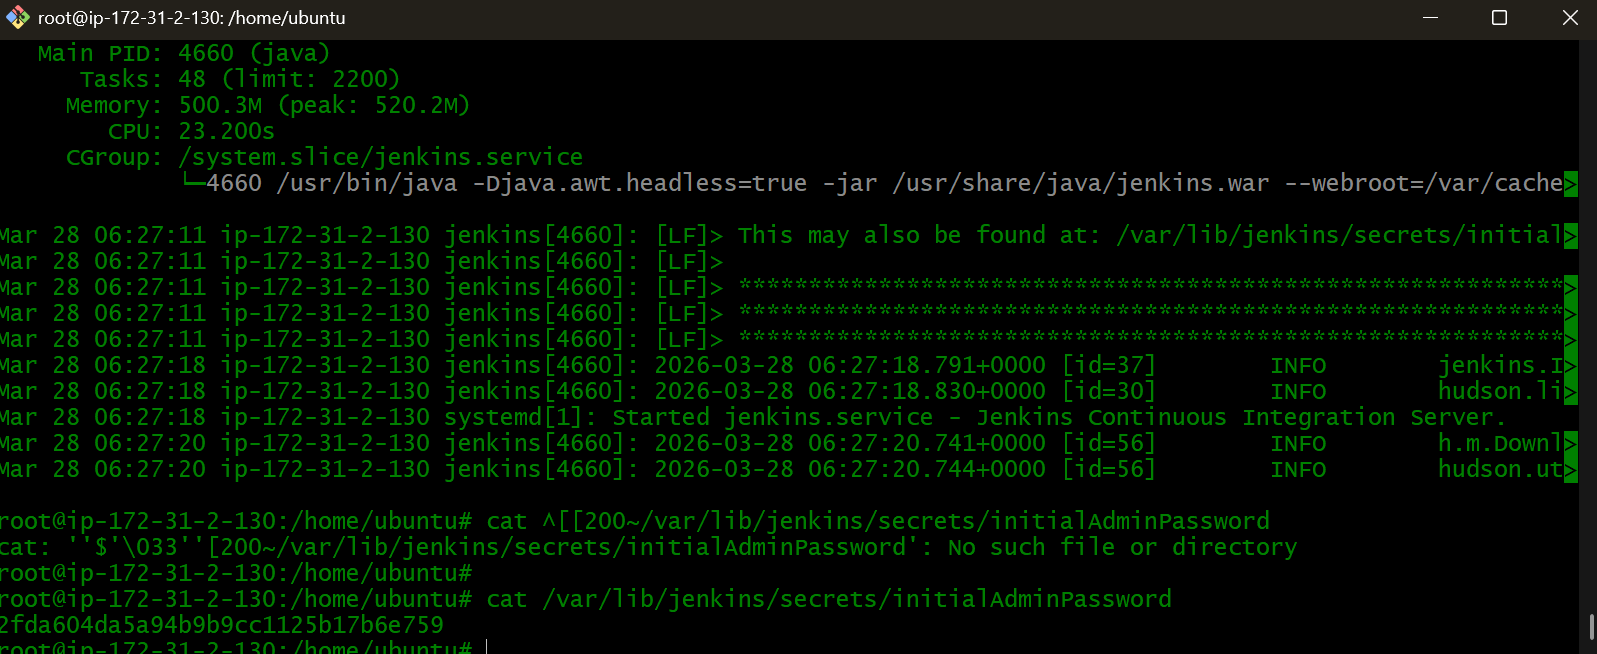 root@ip-172-31-2-130: /home/ubuntu
Main PID: 4660 (java)
Tasks: 48 (limit: 2200)
Memory: 500.3M (peak: 520.2M)
CPU: 23.200s
CGroup: /system.slice/jenkins.service
└─4660 /usr/bin/java -Djava.awt.headless=true -jar /usr/share/java/jenkins.war --webroot=/var/cache>
Mar 28 06:27:11 ip-172-31-2-130 jenkins[4660]: [LF]> This may also be found at: /var/lib/jenkins/secrets/initial>
Mar 28 06:27:11 ip-172-31-2-130 jenkins[4660]: [LF]>
Mar 28 06:27:11 ip-172-31-2-130 jenkins[4660]: [LF]> ***********************************************************>
Mar 28 06:27:11 ip-172-31-2-130 jenkins[4660]: [LF]> ***********************************************************>
Mar 28 06:27:11 ip-172-31-2-130 jenkins[4660]: [LF]> ***********************************************************>
Mar 28 06:27:18 ip-172-31-2-130 jenkins[4660]: 2026-03-28 06:27:18.791+0000 [id=37] INFO jenkins.I>
Mar 28 06:27:18 ip-172-31-2-130 jenkins[4660]: 2026-03-28 06:27:18.830+0000 [id=30] INFO hudson.li>
Mar 28 06:27:18 ip-172-31-2-130 systemd[1]: Started jenkins.service - Jenkins Continuous Integration Server.
Mar 28 06:27:20 ip-172-31-2-130 jenkins[4660]: 2026-03-28 06:27:20.741+0000 [id=56] INFO h.m.Downl>
Mar 28 06:27:20 ip-172-31-2-130 jenkins[4660]: 2026-03-28 06:27:20.744+0000 [id=56] INFO hudson.ut>
root@ip-172-31-2-130:/home/ubuntu# cat ^[[200~/var/lib/jenkins/secrets/initialAdminPassword
cat: ''$'\033''[200~/var/lib/jenkins/secrets/initialAdminPassword': No such file or directory
root@ip-172-31-2-130:/home/ubuntu#
root@ip-172-31-2-130:/home/ubuntu# cat /var/lib/jenkins/secrets/initialAdminPassword
2fda604da5a94b9b9cc1125b17b6e759
root@ip-172-31-2-130:/home/ubuntu#